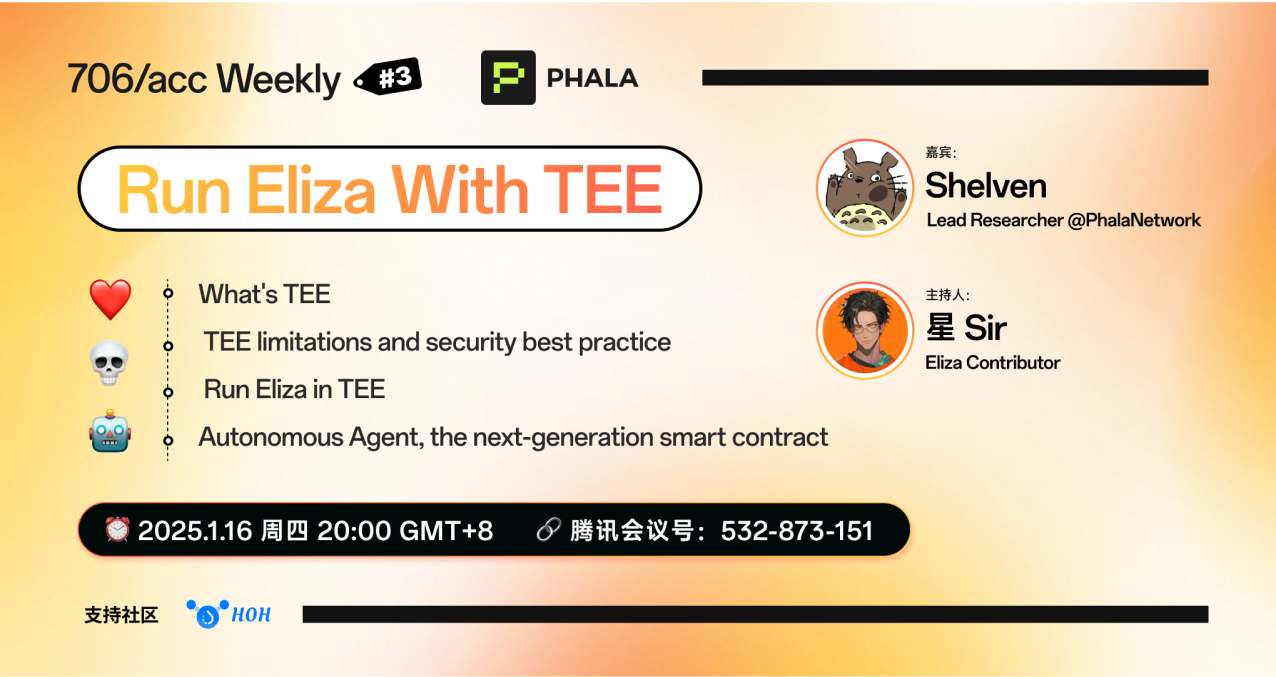 706/acc Weekly #3
PHALA
Run Eliza With TEE
What's TEE
TEE limitations and security best practice
Run Eliza in TEE
Autonomous Agent, the next-generation smart contract
嘉宾：
Shelven
Lead Researcher @PhalaNetwork
主持人：
星 Sir
Eliza Contributor
2025.1.16 周四 20:00 GMT+8
腾讯会议号：532-873-151
支持社区
HOH